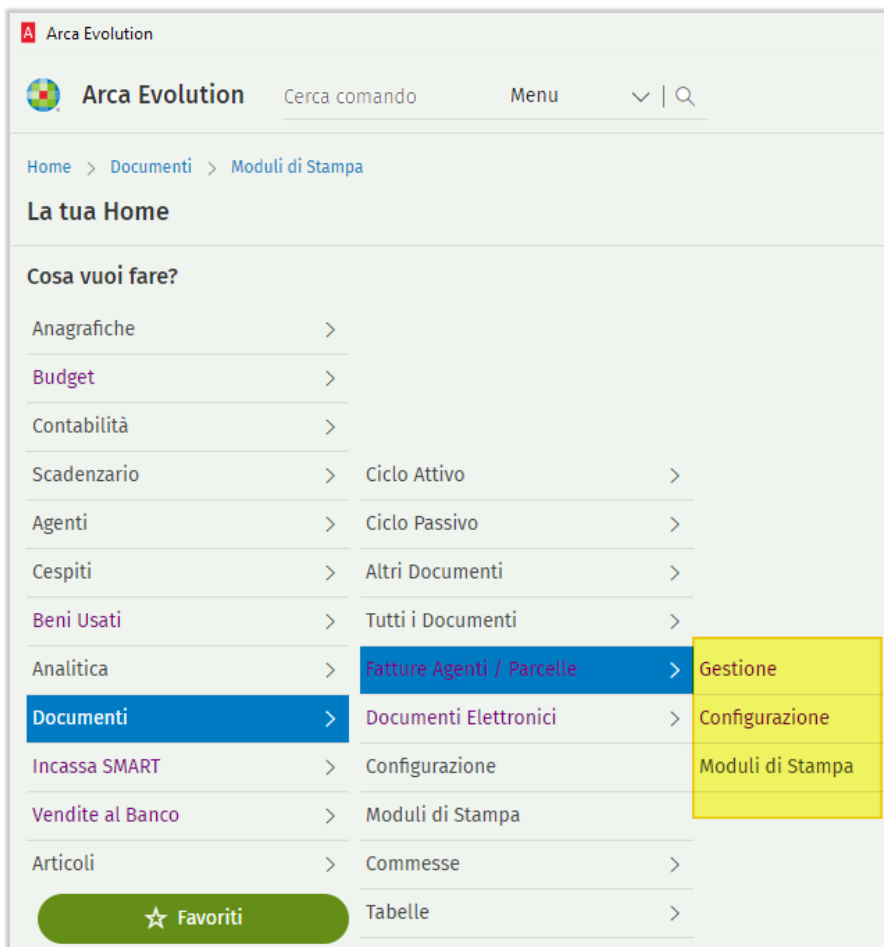 Arca Evolution
Arca Evolution Cerca comando Menu
Home > Documenti > Moduli di Stampa
La tua Home
Cosa vuoi fare?
Anagrafiche
Budget
Contabilità
Scadenzario
Agenti
Cespiti
Beni Usati
Analitica
Documenti
Incassa SMART
Vendite al Banco
Articoli
Favoriti
Ciclo Attivo
Ciclo Passivo
Altri Documenti
Tutti i Documenti
Fatture Agenti / Parcelle
Documenti Elettronici
Configurazione
Moduli di Stampa
Commesse
Tabelle
Gestione
Configurazione
Moduli di Stampa